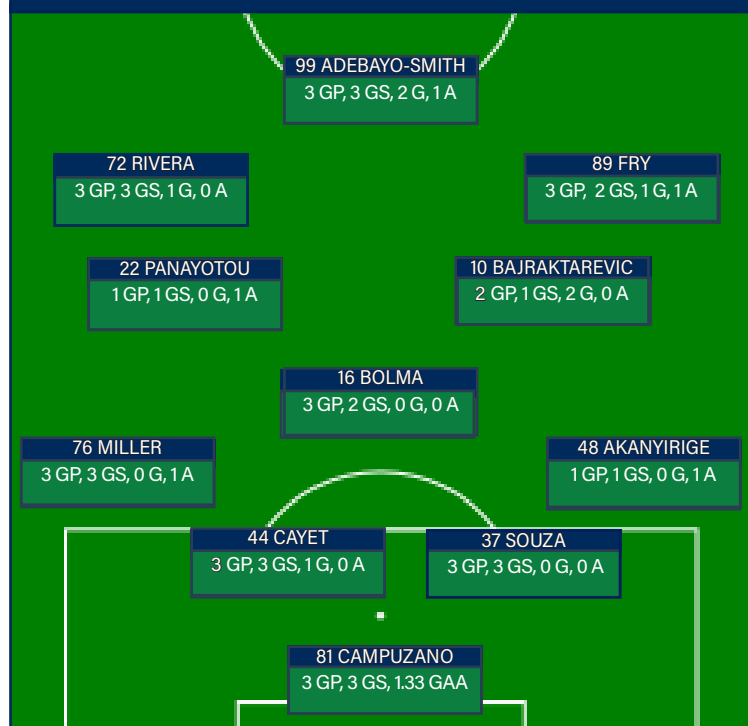 99 ADEBAYO-SMITH
3 GP, 3 GS, 2 G, 1 A
72 RIVERA
3 GP, 3 GS, 1 G, 0 A
89 FRY
3 GP, 2 GS, 1 G, 1 A
22 PANAYOTOU
1 GP, 1 GS, 0 G, 1 A
10 BAJRAKTAREVIC
2 GP, 1 GS, 2 G, 0 A
16 BOLMA
3 GP, 2 GS, 0 G, 0 A
76 MILLER
3 GP, 3 GS, 0 G, 1 A
48 AKANYIRIGE
1 GP, 1 GS, 0 G, 1 A
44 CAYET
3 GP, 3 GS, 1 G, 0 A
37 SOUZA
3 GP, 3 GS, 0 G, 0 A
81 CAMPUZANO
3 GP, 3 GS, 1.33 GAA